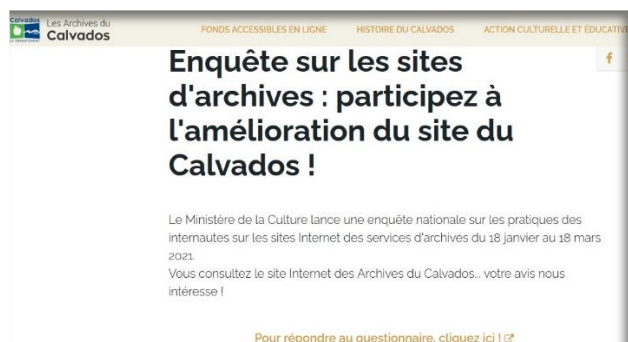 Calvados
LE DÉPARTEMENT
Les Archives du
Calvados
FONDS ACCESSIBLES EN LIGNE
HISTOIRE DU CALVADOS
ACTION CULTURELLE ET ÉDUCATIVE
f
Enquête sur les sites
d'archives : participez à
l'amélioration du site du
Calvados !
Le Ministère de la Culture lance une enquête nationale sur les pratiques des
internautes sur les sites Internet des services d'archives du 18 janvier au 18 mars
2021.
Vous consultez le site Internet des Archives du Calvados... votre avis nous
intéresse !
Pour répondre au questionnaire, cliquez ici !